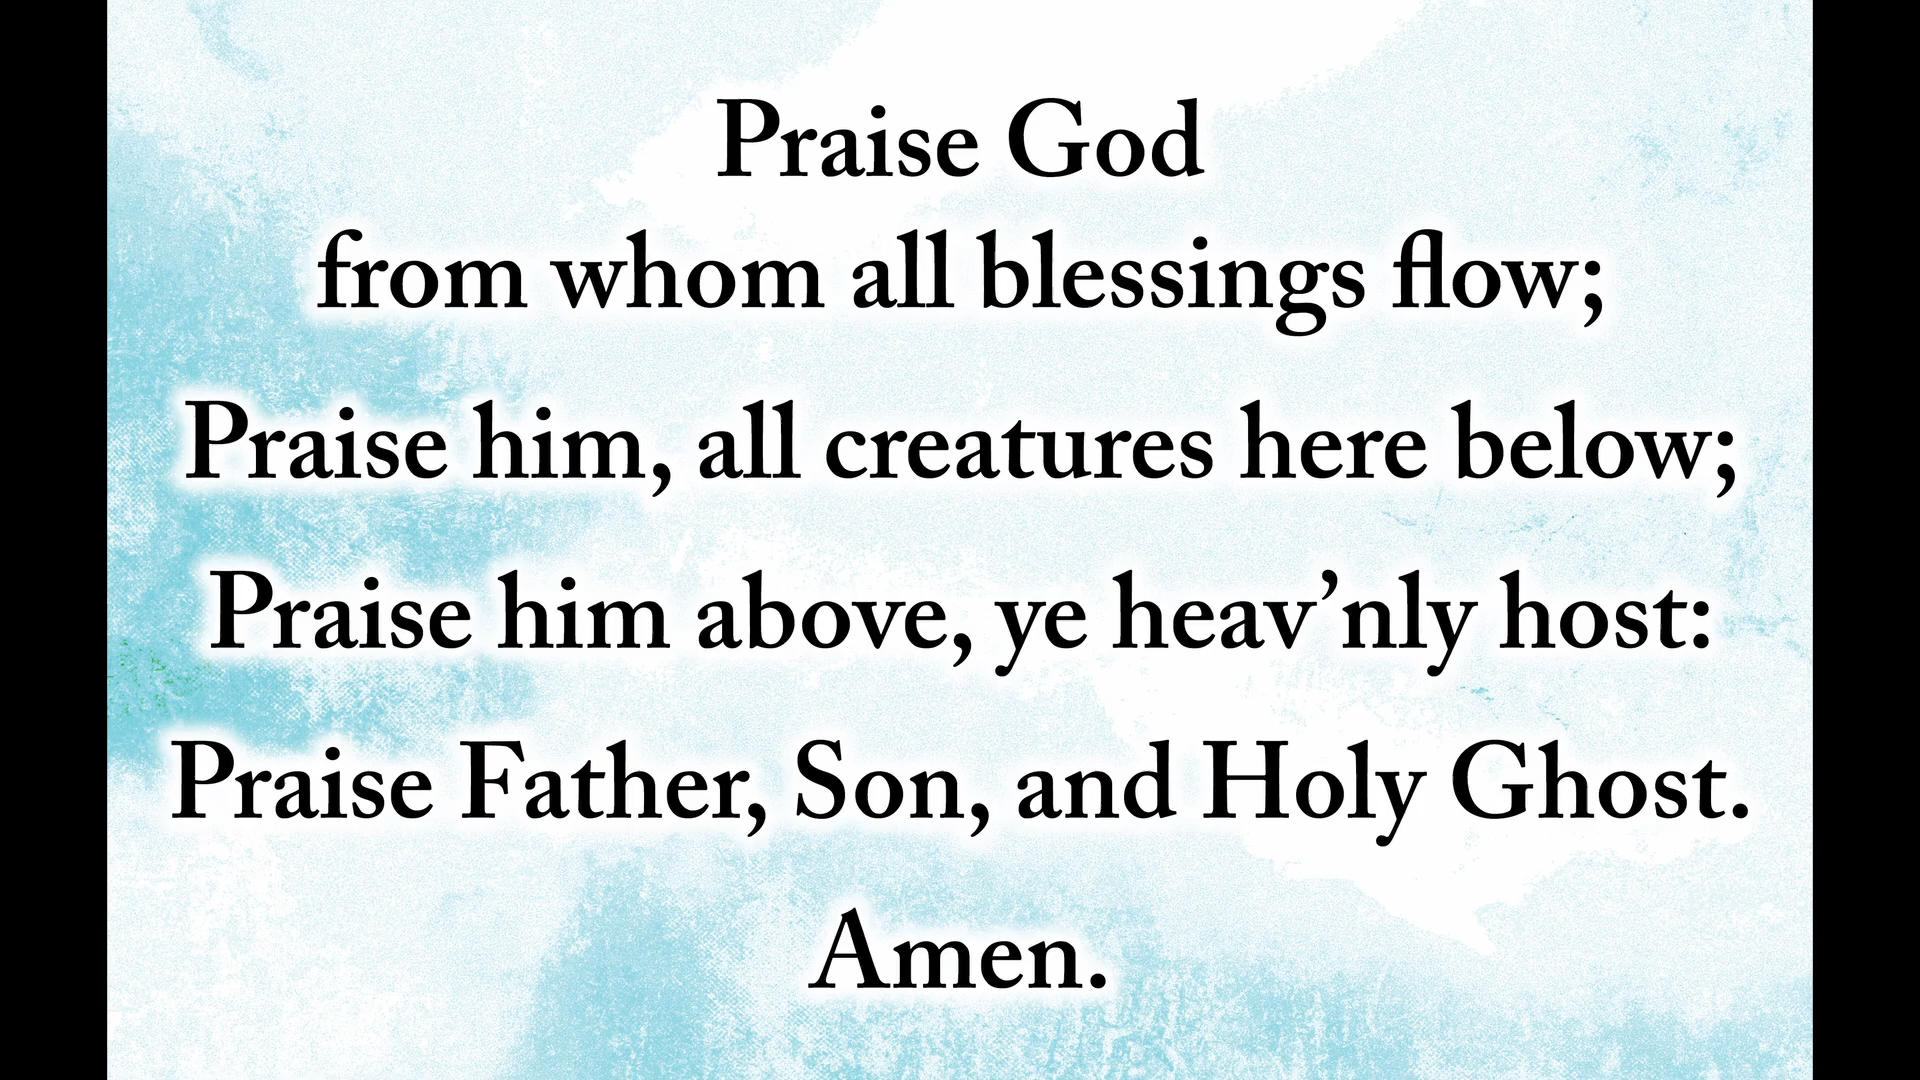 Praise God
from whom all blessings flow;
Praise him, all creatures here below;
Praise him above, ye heav’nly host:
Praise Father, Son, and Holy Ghost.
Amen.